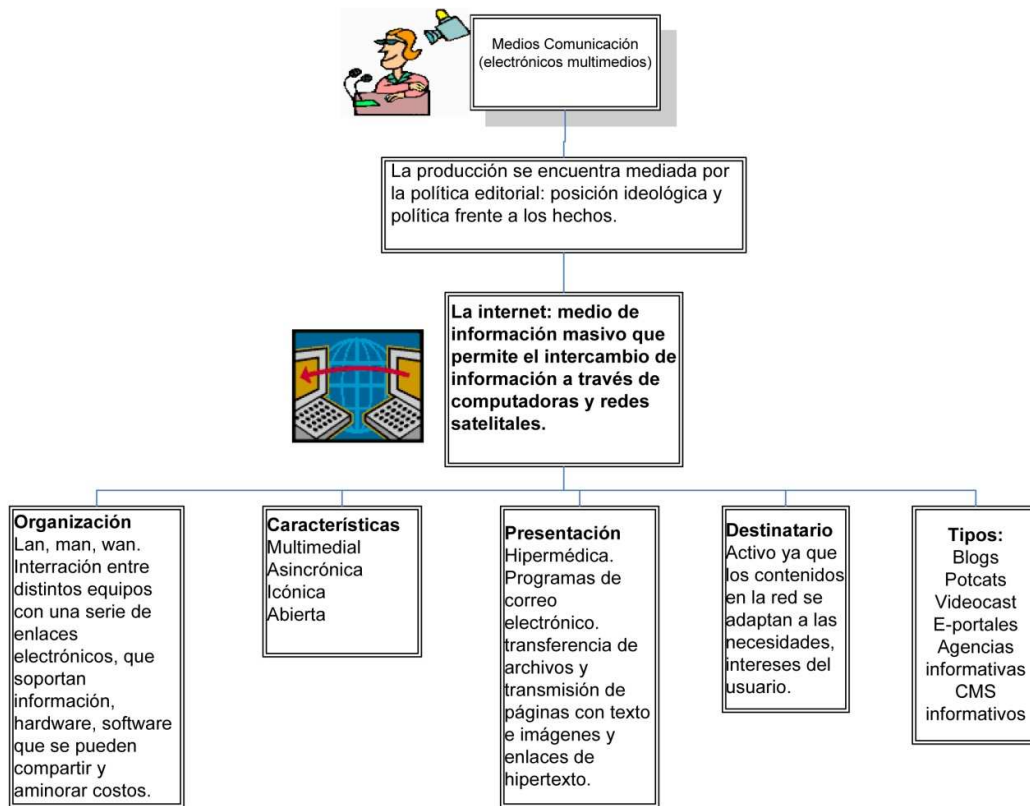 Medios Comunicación
(electrónicos multimedios)
La producción se encuentra mediada por
la política editorial: posición ideológica y
política frente a los hechos.
La internet: medio de
información masivo que
permite el intercambio de
información a través de
computadoras y redes
satelitales.
Organización
Lan, man, wan.
Interración entre
distintos equipos
con una serie de
enlaces
electrónicos, que
soportan
información,
hardware, software
que se pueden
compartir y
aminorar costos.
Características
Multimedial
Asincrónica
Icónica
Abierta
Presentación
Hipermédica.
Programas de
correo
electrónico.
transferencia de
archivos y
transmisión de
páginas con texto
e imágenes y
enlaces de
hipertexto.
Destinatario
Activo ya que
los contenidos
en la red se
adaptan a las
necesidades,
intereses del
usuario.
Tipos:
Blogs
Potcats
Videocast
E-portales
Agencias
informativas
CMS
informativos